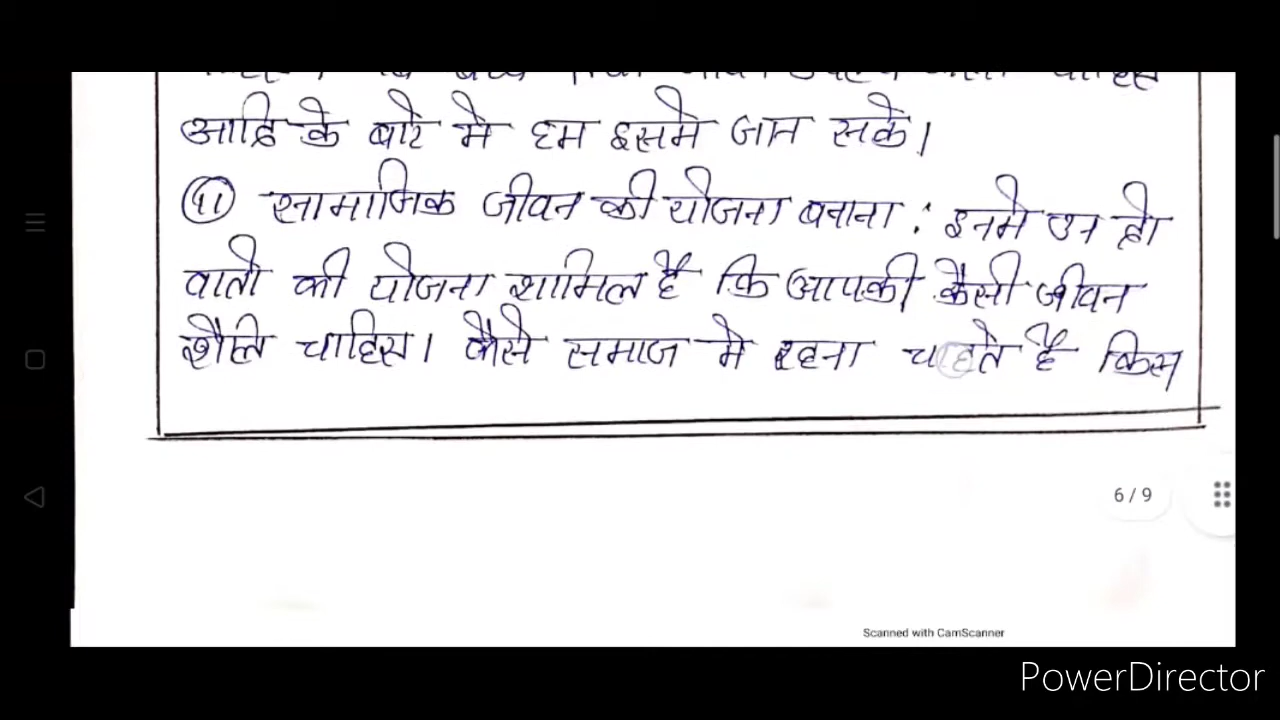 आदि के बारे मे हम इसमे जान सके।
(11) सामाजिक जीवन की योजना बनाना : इनमे उन हो
वातो की योजना शामिल है कि आपकी कैसी जीवन
शैलि चाहिस। कैसे समाज मे रहना चाहते है किस
6 / 9
Scanned with CamScanner
PowerDirector